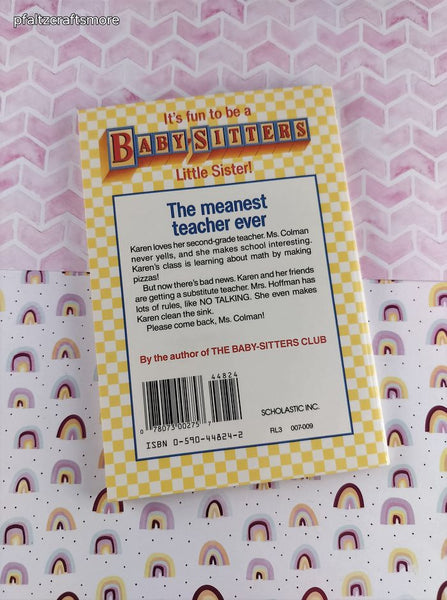 pfaltzcraftsmore
It's fun to be a
BABY-SITTERS
Little Sister!
The meanest
teacher ever
Karen loves her second-grade teacher. Ms. Colman
never yells, and she makes school interesting.
Karen's class is learning about math by making
pizzas!
But now there's bad news. Karen and her friends
are getting a substitute teacher. Mrs. Hoffman has
lots of rules, like NO TALKING. She even makes
Karen clean the sink.
Please come back, Ms. Colman!
By the author of THE BABY-SITTERS CLUB
44824
0 78073 00275 7
ISBN 0-590-44824-2
SCHOLASTIC INC.
RL3 007-009